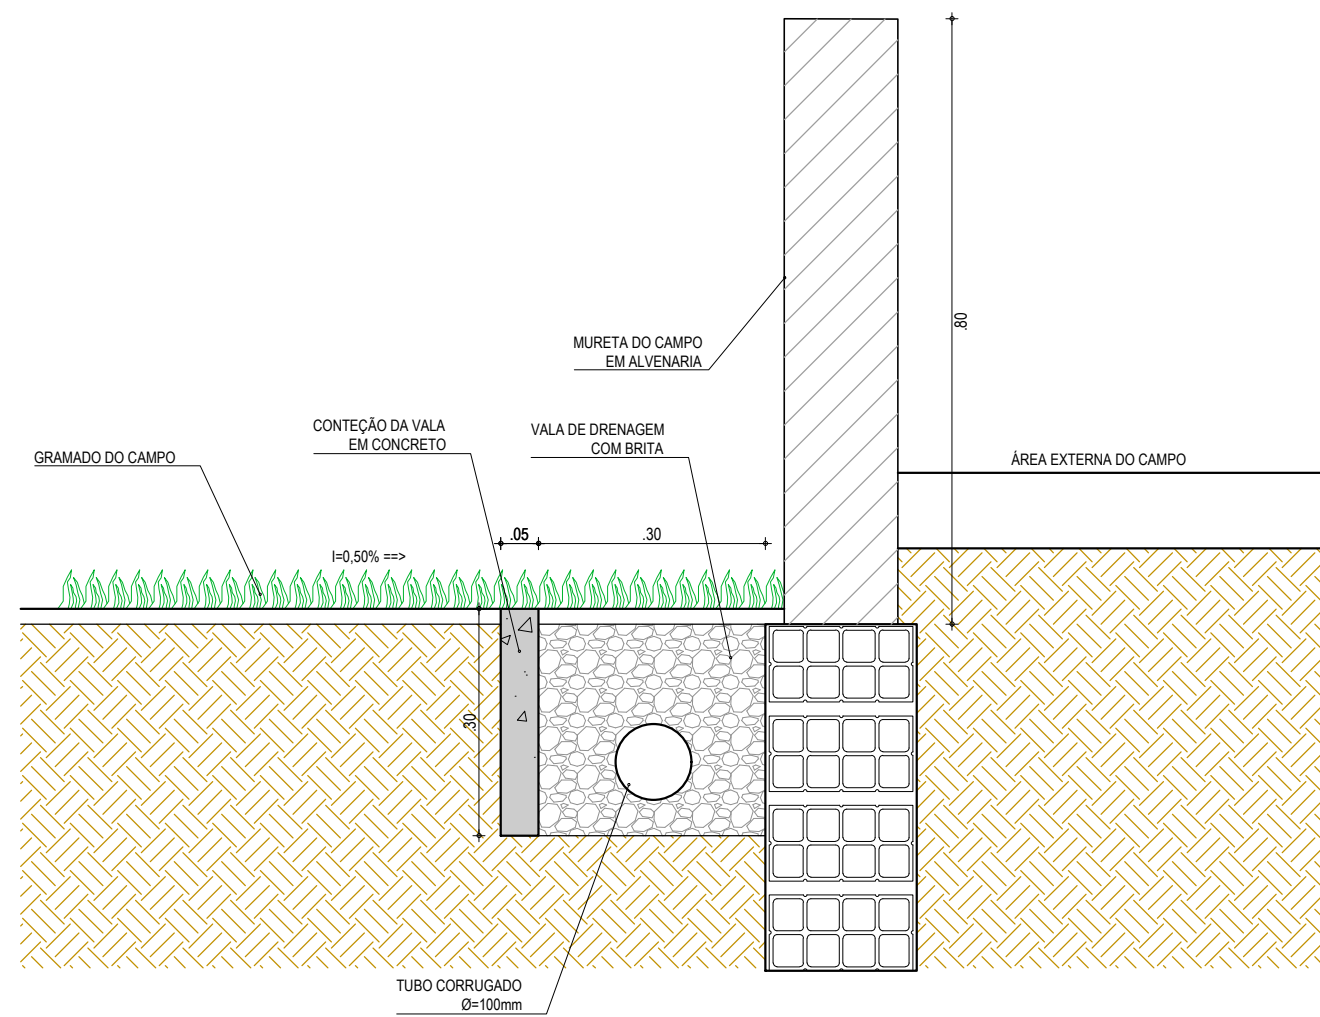 .80
MURETA DO CAMPO
EM ALVENARIA
CONTEÇÃO DA VALA
EM CONCRETO
VALA DE DRENAGEM
COM BRITA
GRAMADO DO CAMPO
ÁREA EXTERNA DO CAMPO
.05
.30
I=0,50% ==>
.30
TUBO CORRUGADO
Ø=100mm